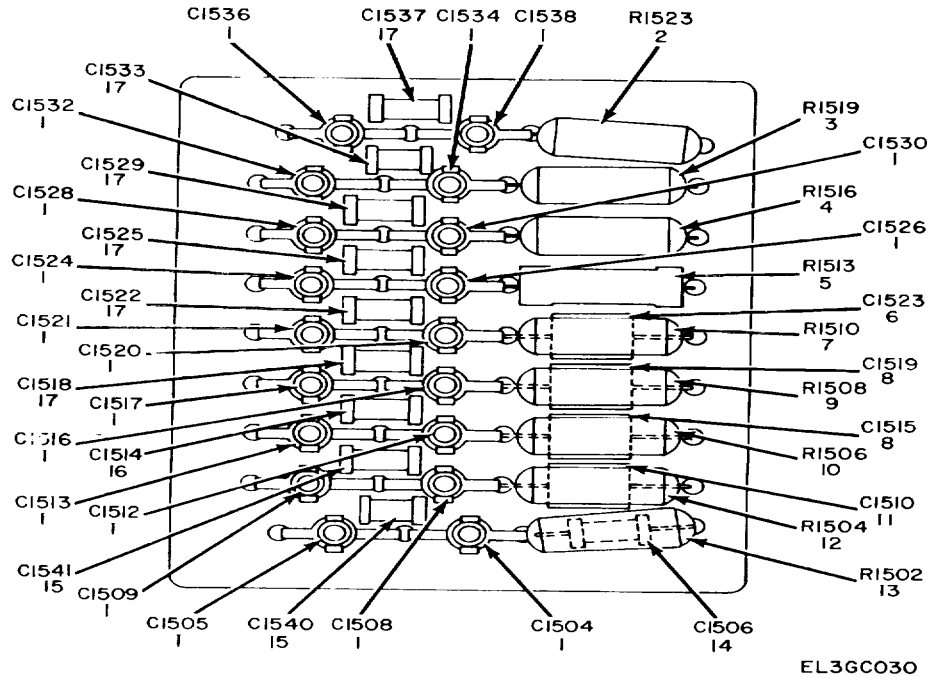 C1536
1
C1537
17
C1534
1
C1538
1
R1523
2
C1533
17
C1532
1
R1519
3
C1529
17
C1530
1
C1528
1
R1516
4
C1525
17
C1526
1
C1524
1
R1513
5
C1522
17
C1523
6
C1521
1
R1510
7
C1520
1
C1519
8
C1518
17
C1517
1
R1508
9
C1516
1
C1514
16
C1515
8
R1506
10
C1513
1
C1512
1
C1510
11
R1504
12
C1541
15
C1509
1
R1502
13
C1505
1
C1540
15
C1508
1
C1504
1
C1506
14
EL3GC030